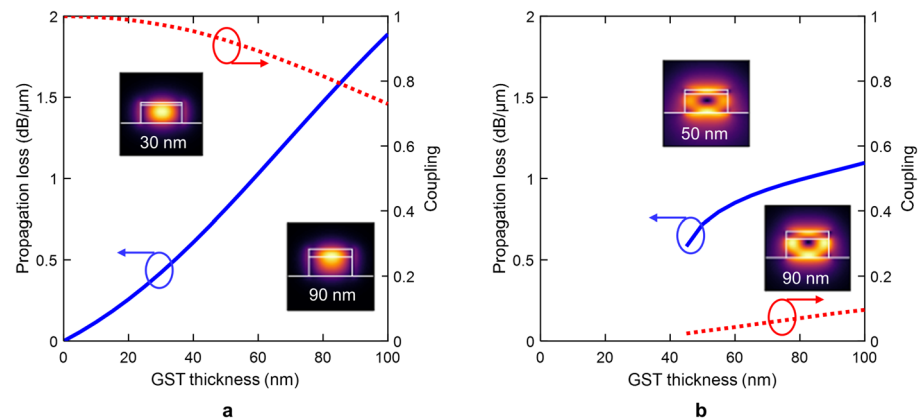 2
1.5
1
0.5
0
Propagation loss (dB/μm)
0 20 40 60 80 100
GST thickness (nm)
1
0.8
0.6
0.4
0.2
0
Coupling
30 nm
90 nm
a
2
1.5
1
0.5
0
Propagation loss (dB/μm)
0 20 40 60 80 100
GST thickness (nm)
1
0.8
0.6
0.4
0.2
0
Coupling
50 nm
90 nm
b